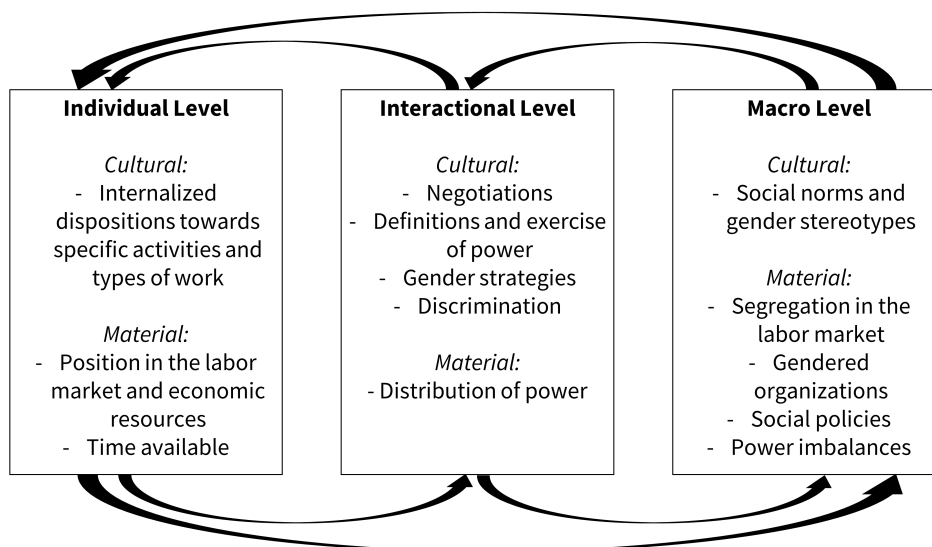 Individual Level
Cultural:
- Internalized
dispositions towards
specific activities and
types of work
Material:
- Position in the labor
market and economic
resources
- Time available
Interactional Level
Cultural:
- Negotiations
- Definitions and exercise
of power
- Gender strategies
- Discrimination
Material:
- Distribution of power
Macro Level
Cultural:
- Social norms and
gender stereotypes
Material:
- Segregation in the
labor market
- Gendered
organizations
- Social policies
- Power imbalances